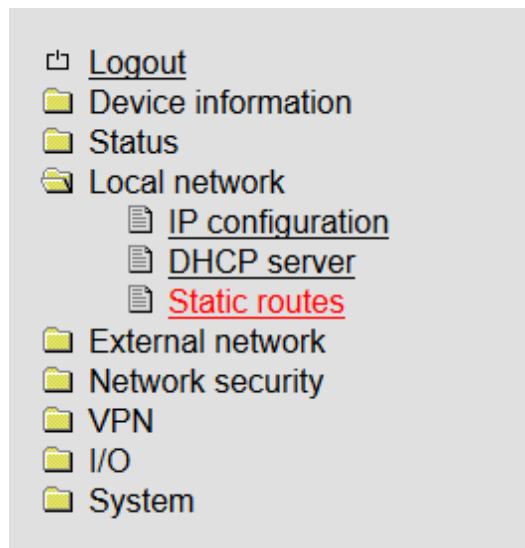 Logout
Device information
Status
Local network
IP configuration
DHCP server
Static routes
External network
Network security
VPN
I/O
System